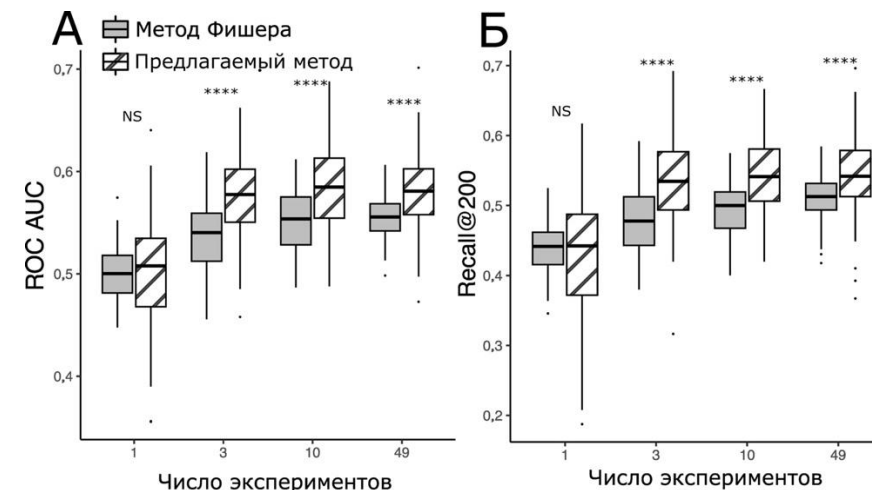 А
Метод Фишера
Предлагаемый метод
ROC AUC
0,7
0,6
0,5
0,4
NS
****
****
****
1
3
10
49
Число экспериментов
Б
Recall@200
0,7
0,6
0,5
0,4
0,3
0,2
NS
****
****
****
1
3
10
49
Число экспериментов